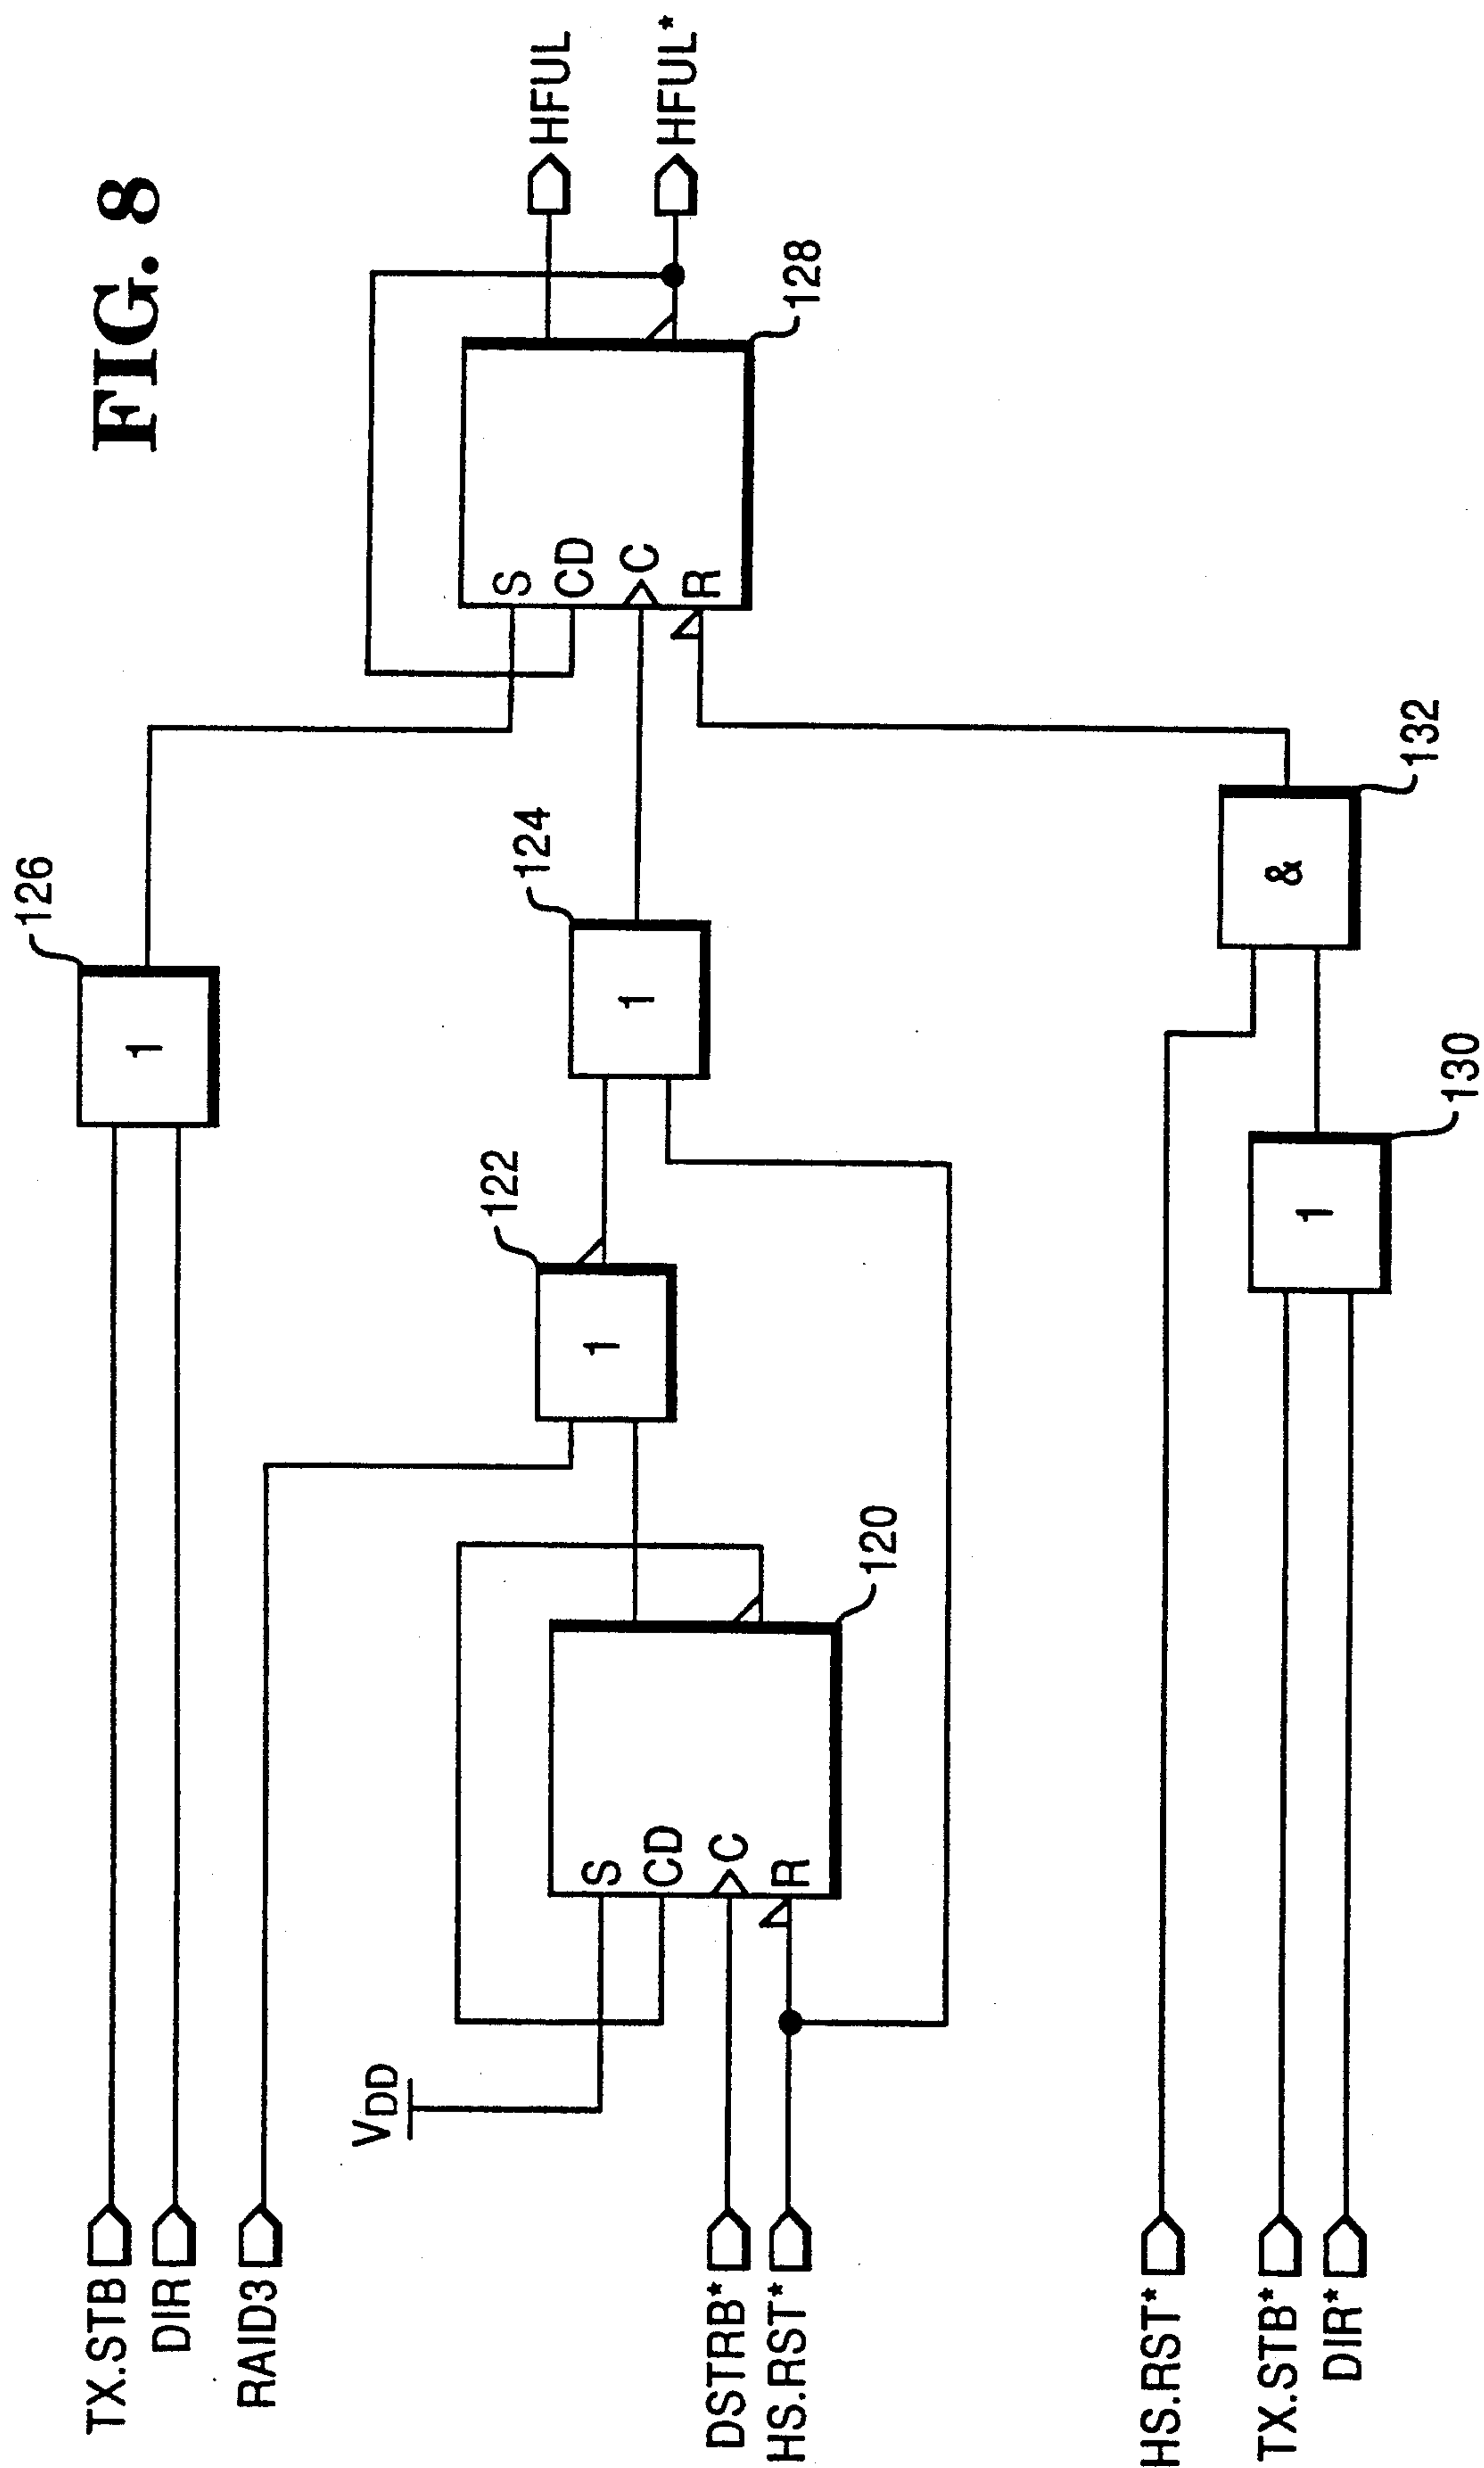 FIG. 8
TX.STB
DIR
RAID3
VDD
DSTRB*
HS.RST*
HS.RST*
TX.STB*
DIR*
S
CD
C
R
120
1
122
1
124
1
126
S
CD
C
R
128
1
130
&
132
HFUL
HFUL*